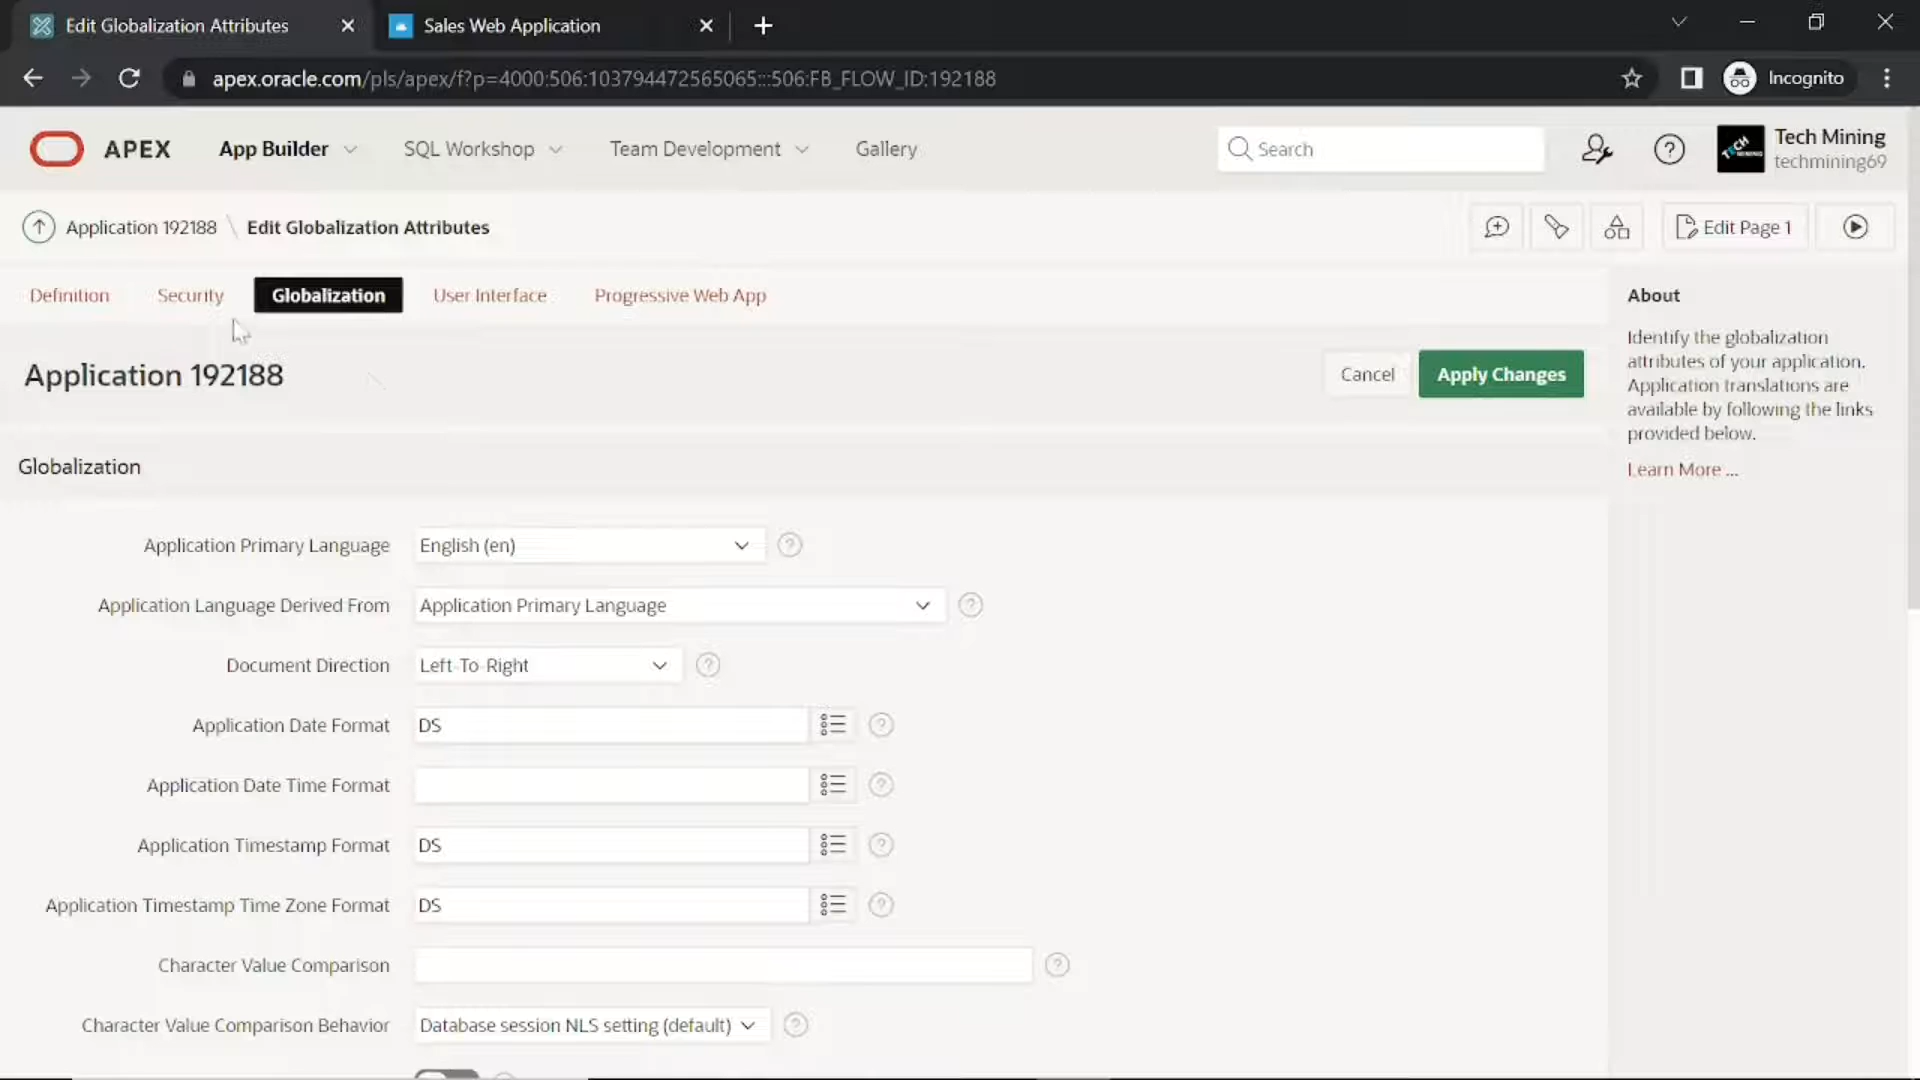 Edit Globalization Attributes
Sales Web Application
apex.oracle.com/pls/apex/f?p=4000:506:103794472565065:::506:FB_FLOW_ID:192188
Incognito
APEX
App Builder
SQL Workshop
Team Development
Gallery
Search
TECH MINING
Tech Mining
techmining69
Application 192188 \ Edit Globalization Attributes
Edit Page 1
Definition
Security
Globalization
User Interface
Progressive Web App
Application 192188
Cancel
Apply Changes
Globalization
Application Primary Language English (en)
Application Language Derived From Application Primary Language
Document Direction Left-To-Right
Application Date Format DS
Application Date Time Format
Application Timestamp Format DS
Application Timestamp Time Zone Format DS
Character Value Comparison
Character Value Comparison Behavior Database session NLS setting (default)
About
Identify the globalization
attributes of your application.
Application translations are
available by following the links
provided below.
Learn More ...